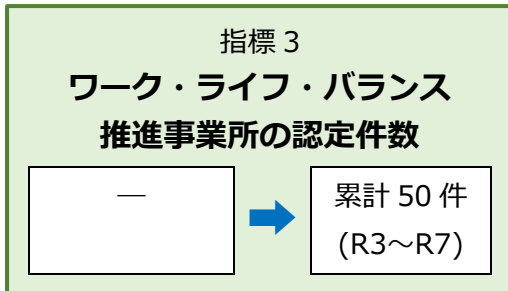 指標 3
ワーク・ライフ・バランス
推進事業所の認定件数
―
累計 50 件
(R3～R7)